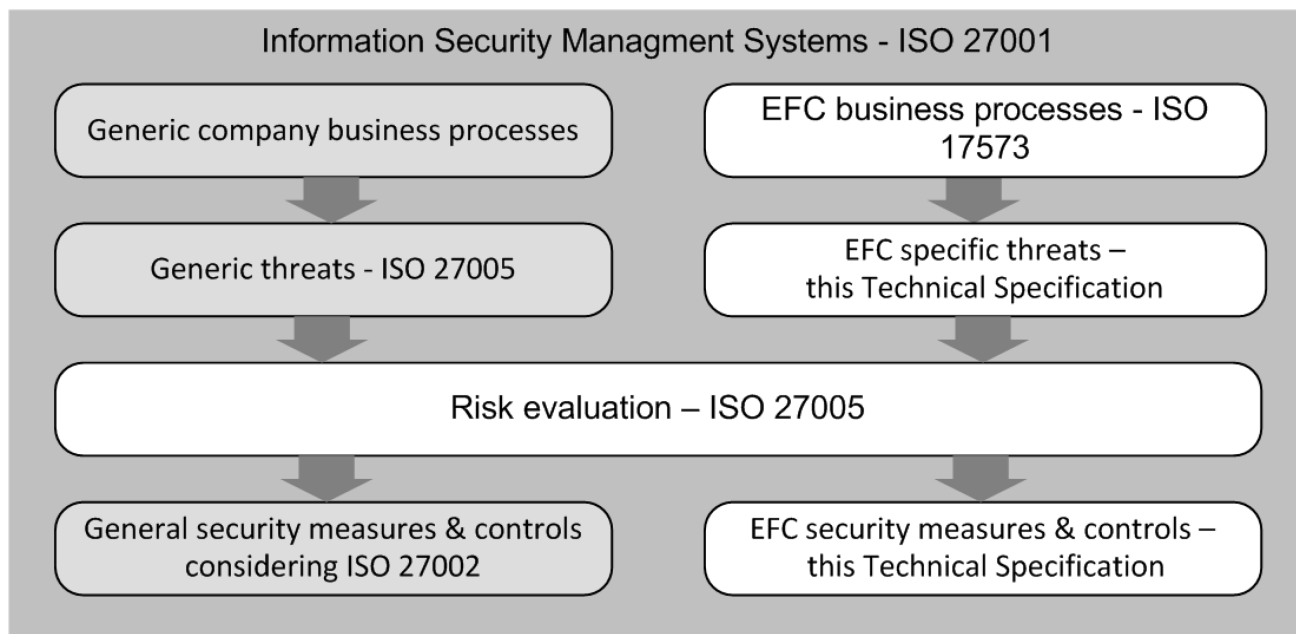 Information Security Managment Systems - ISO 27001
Generic company business processes
EFC business processes - ISO
17573
Generic threats - ISO 27005
EFC specific threats –
this Technical Specification
Risk evaluation – ISO 27005
General security measures & controls
considering ISO 27002
EFC security measures & controls –
this Technical Specification